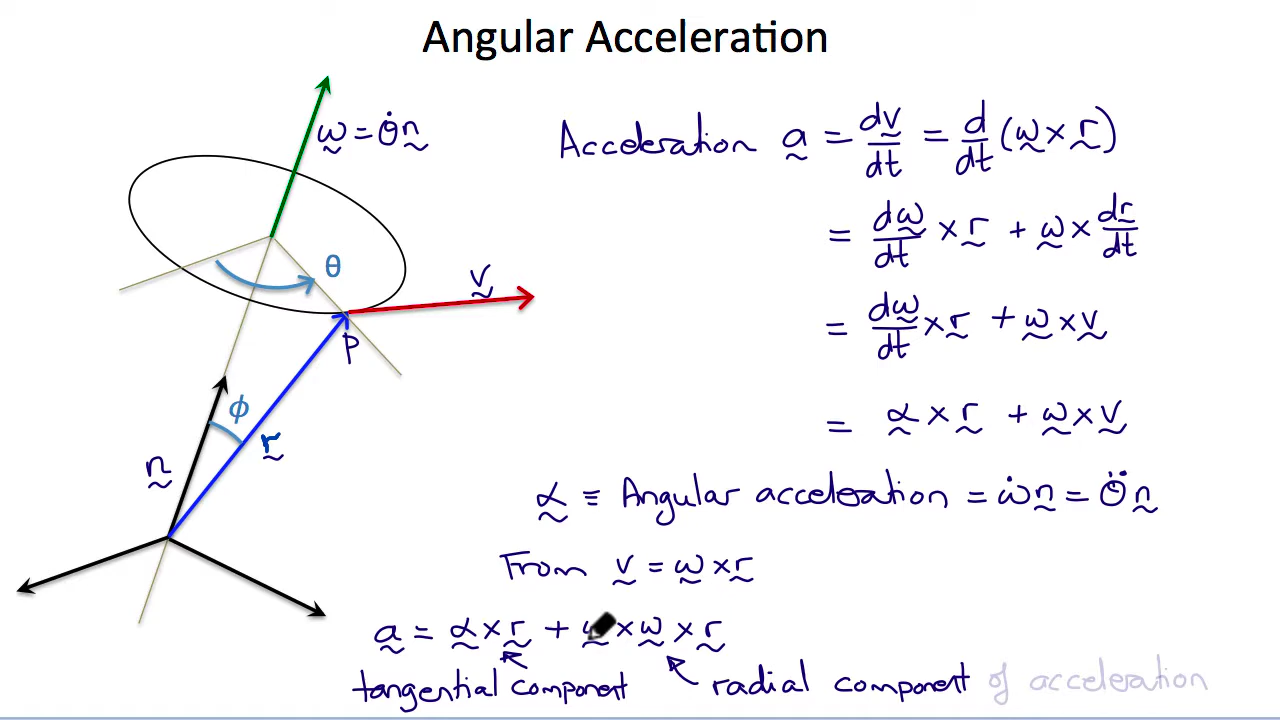 Angular Acceleration
ω = θ̇n
Acceleration a = dv/dt = d/dt (ω × r)
= dω/dt × r + ω × dr/dt
θ
v
= dω/dt × r + ω × v
P
ϕ
= α × r + ω × v
r
n
α ≡ Angular acceleration = ω̇n = θ̈n
From v = ω × r
a = α × r + ω × ω × r
tangential component
radial component of acceleration